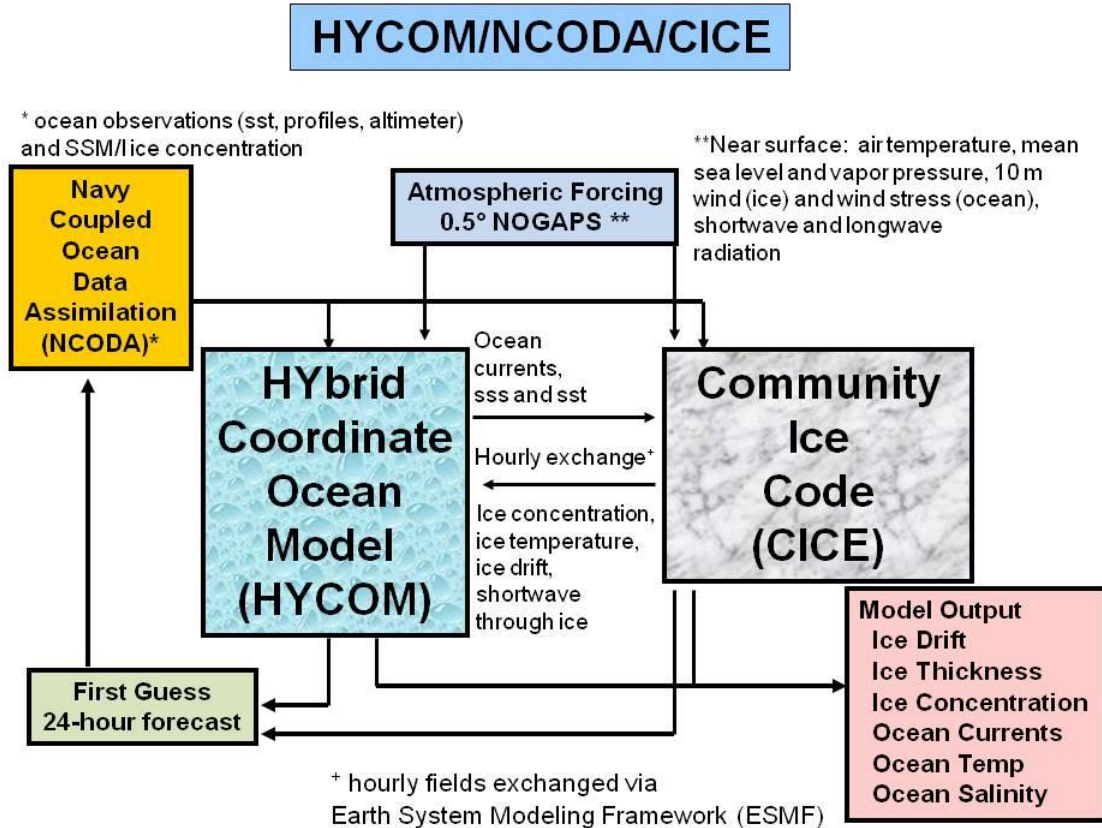 HYCOM/NCODA/CICE
* ocean observations (sst, profiles, altimeter)
and SSM/I ice concentration
**Near surface: air temperature, mean
sea level and vapor pressure, 10 m
wind (ice) and wind stress (ocean),
shortwave and longwave
radiation
Navy
Coupled
Ocean
Data
Assimilation
(NCODA)*
Atmospheric Forcing
0.5º NOGAPS **
HYbrid
Coordinate
Ocean
Model
(HYCOM)
Ocean
currents,
sss and sst
Hourly exchange⁺
Ice concentration,
ice temperature,
ice drift,
shortwave
through ice
Community
Ice
Code
(CICE)
First Guess
24-hour forecast
Model Output
Ice Drift
Ice Thickness
Ice Concentration
Ocean Currents
Ocean Temp
Ocean Salinity
⁺ hourly fields exchanged via
Earth System Modeling Framework (ESMF)